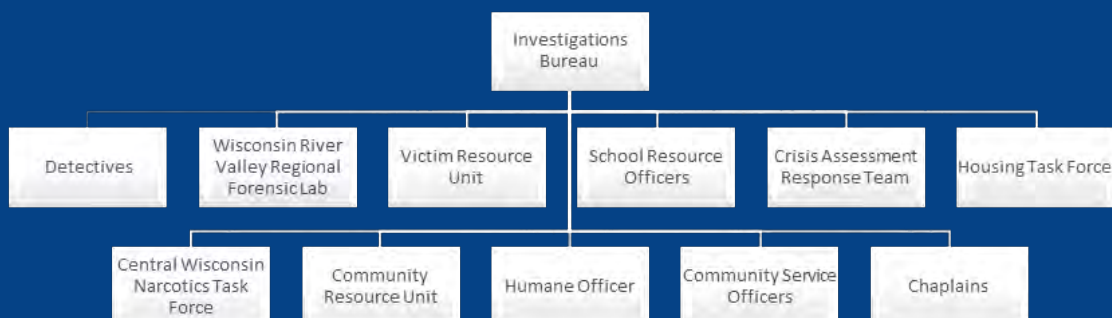 Investigations
Bureau
Detectives
Wisconsin River
Valley Regional
Forensic Lab
Victim Resource
Unit
School Resource
Officers
Crisis Assessment
Response Team
Housing Task Force
Central Wisconsin
Narcotics Task
Force
Community
Resource Unit
Humane Officer
Community Service
Officers
Chaplains